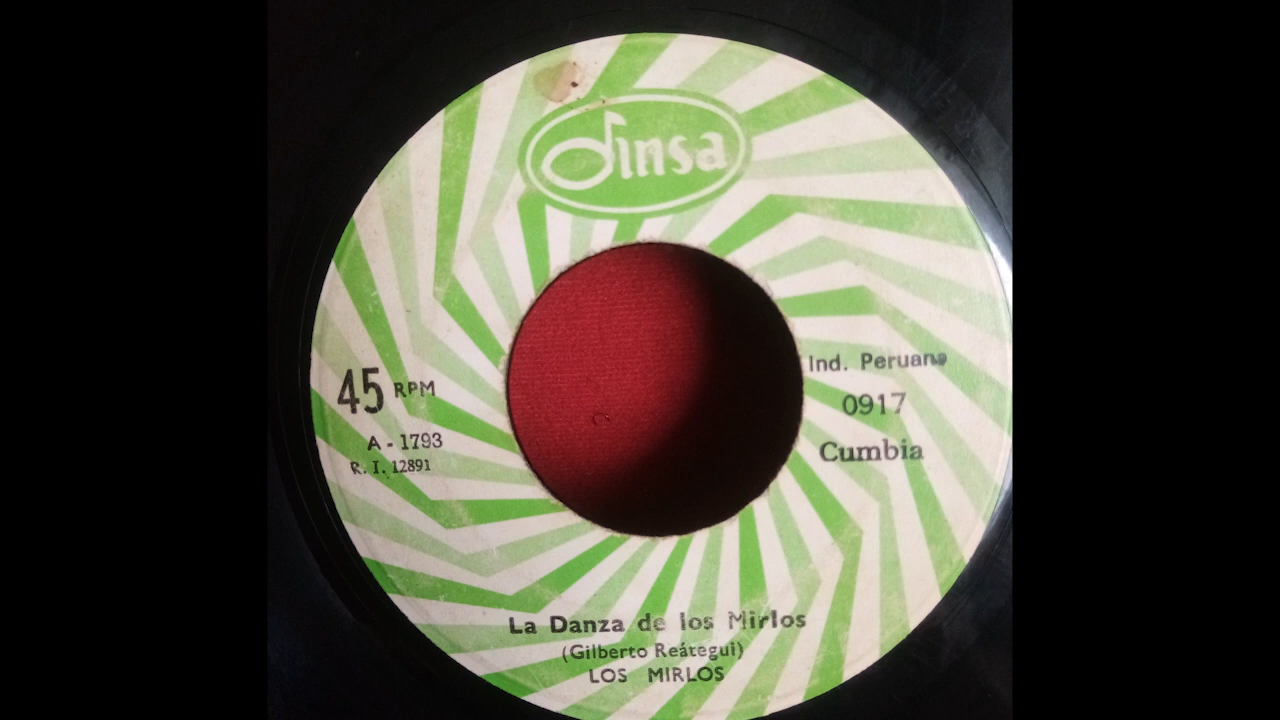 dinsa
45 RPM
A - 1793
R. I. 12891
Ind. Peruana
0917
Cumbia
La Danza de los Mirlos
(Gilberto Reátegui)
LOS MIRLOS